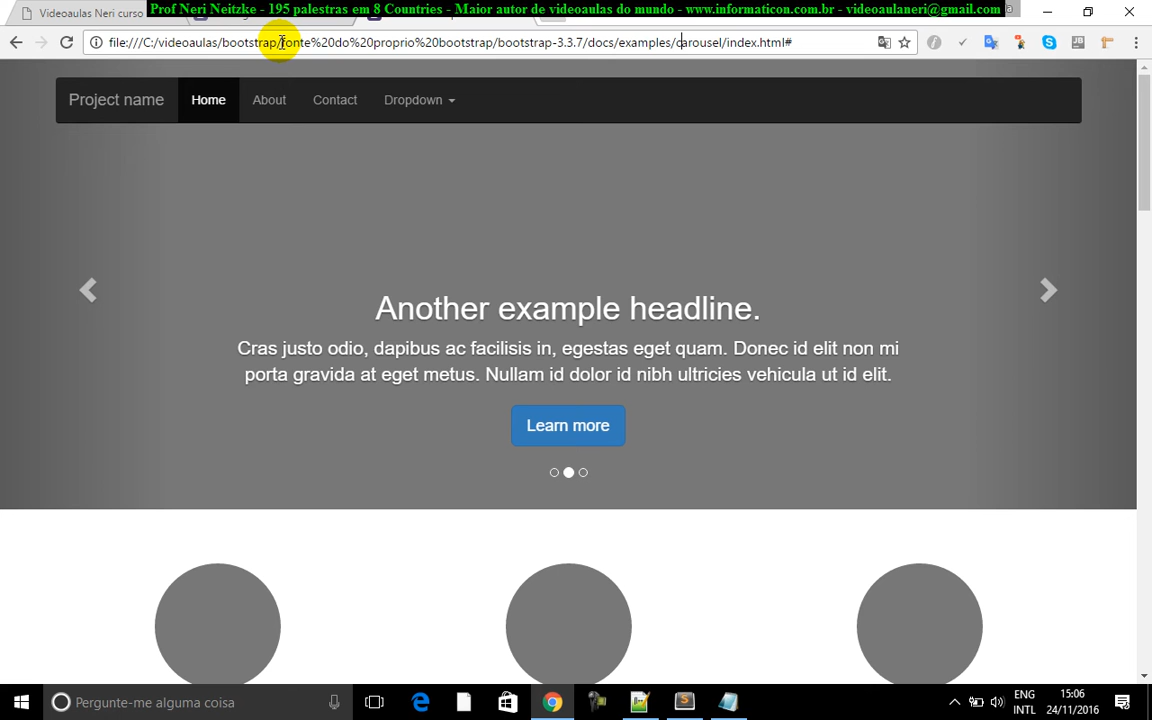 Prof Neri Neitzke - 195 palestras em 8 Countries - Maior autor de videoaulas do mundo - www.informaticon.com.br - videoaulaneri@gmail.com
Videoaulas Neri curso
file:///C:/videoaulas/bootstrap/fonte%20do%20proprio%20bootstrap/bootstrap-3.3.7/docs/examples/carousel/index.html#
Project name Home About Contact Dropdown
Another example headline.
Cras justo odio, dapibus ac facilisis in, egestas eget quam. Donec id elit non mi
porta gravida at eget metus. Nullam id dolor id nibh ultricies vehicula ut id elit.
Learn more
Pergunte-me alguma coisa
ENG
INTL
15:06
24/11/2016